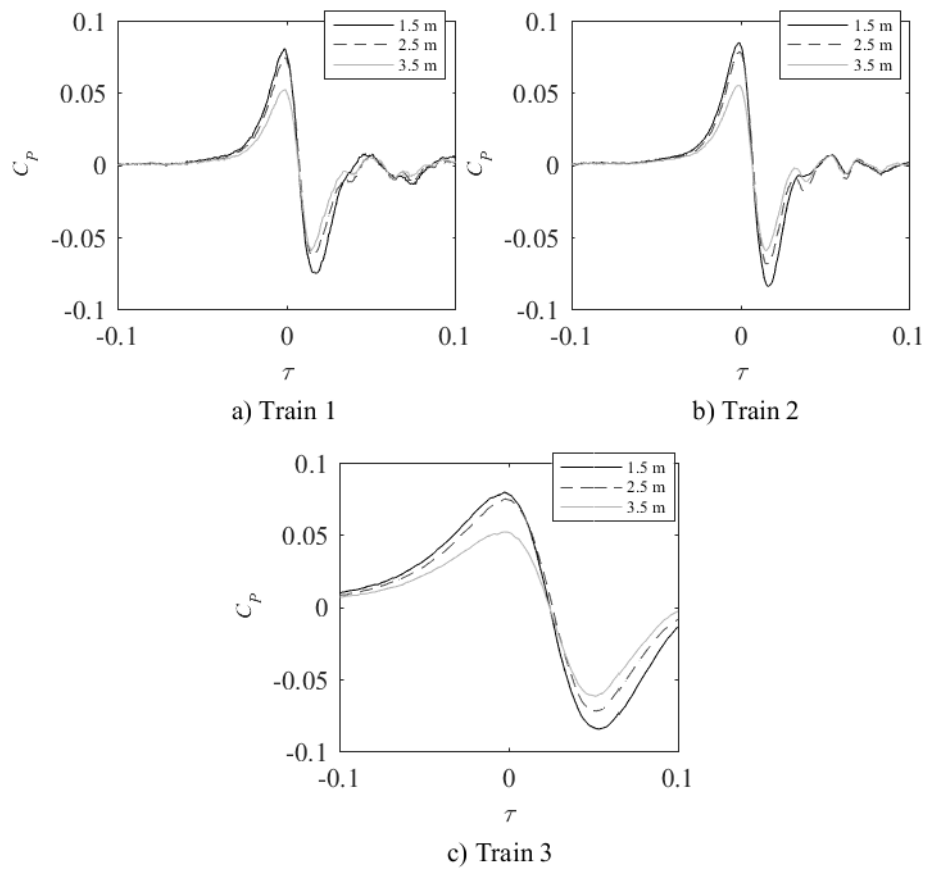 0.1
0.05
0
-0.05
-0.1
C_P
-0.1 0 0.1
τ
1.5 m
2.5 m
3.5 m
a) Train 1
0.1
0.05
0
-0.05
-0.1
C_P
-0.1 0 0.1
τ
1.5 m
2.5 m
3.5 m
b) Train 2
0.1
0.05
0
-0.05
-0.1
C_P
-0.1 0 0.1
τ
1.5 m
2.5 m
3.5 m
c) Train 3